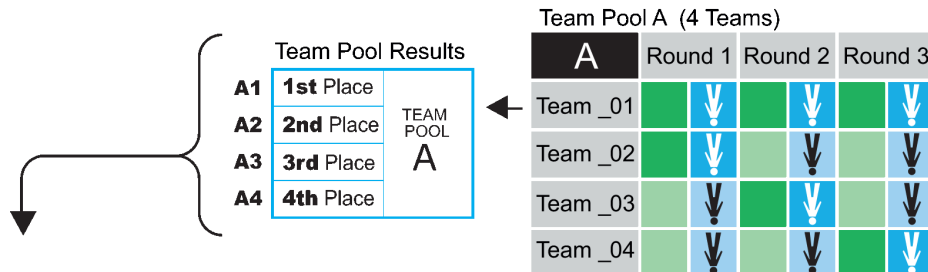 Team Pool A (4 Teams)
Team Pool Results
A1 1st Place
A2 2nd Place
A3 3rd Place
A4 4th Place
TEAM
POOL
A
A Round 1 Round 2 Round 3
Team _01
Team _02
Team _03
Team _04